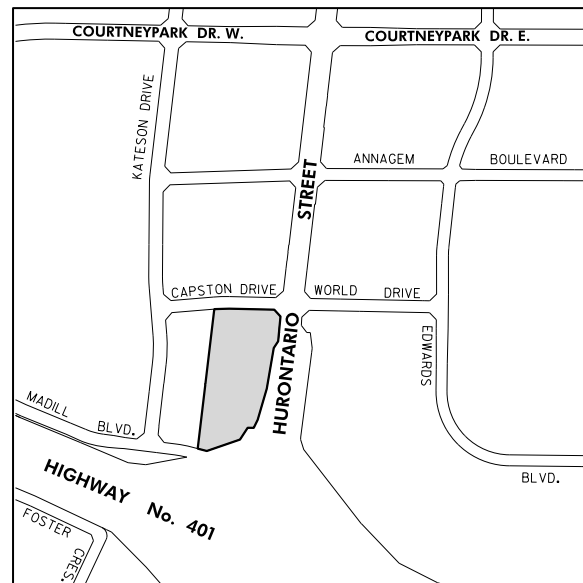 COURTNEYPARK DR. W.
COURTNEYPARK DR. E.
KATESON DRIVE
ANNAGEM BOULEVARD
HURONTARIO STREET
CAPSTON DRIVE
WORLD DRIVE
EDWARDS BLVD.
MADILL BLVD.
HIGHWAY No. 401
FOSTER CRES.